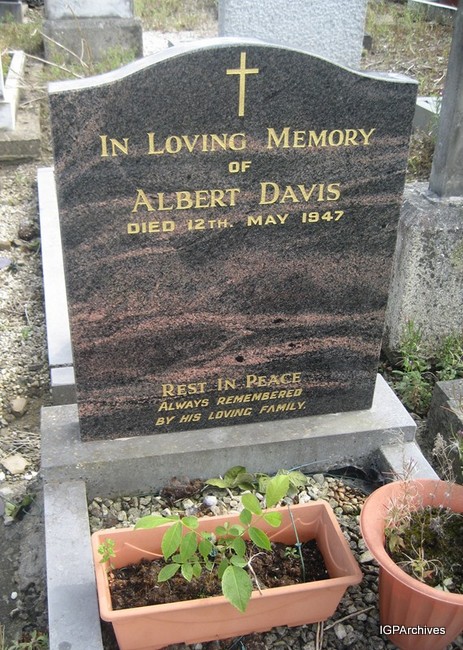 IN LOVING MEMORY
OF
ALBERT DAVIS
DIED 12TH. MAY 1947
REST IN PEACE
ALWAYS REMEMBERED
BY HIS LOVING FAMILY.
IGPArchives